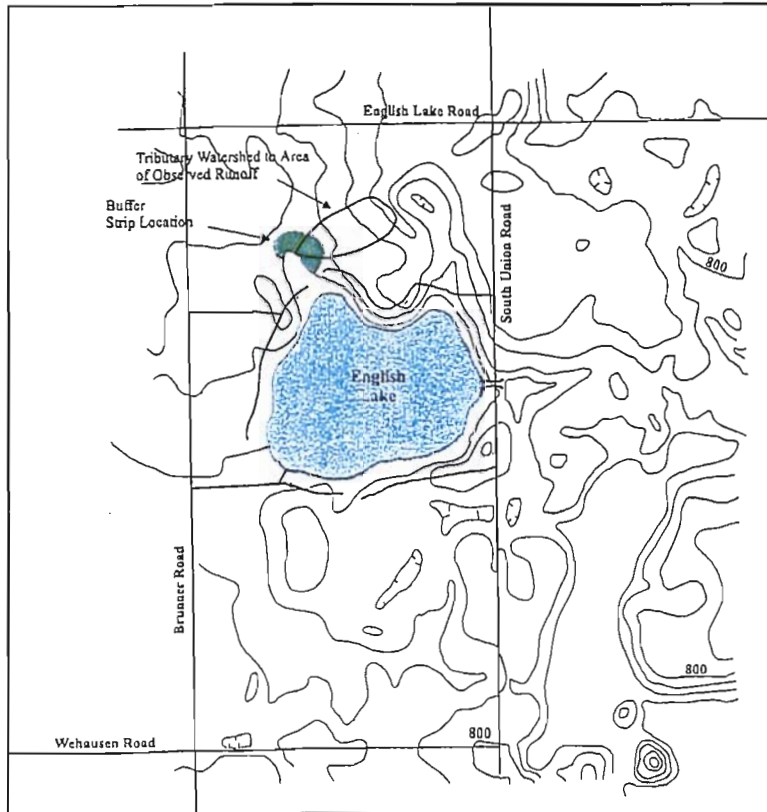 English Lake Road
Tributary Watershed to Area
of Observed Runoff
Buffer
Strip Location
South Union Road
800
English
Lake
Brunner Road
800
800
Wehausen Road